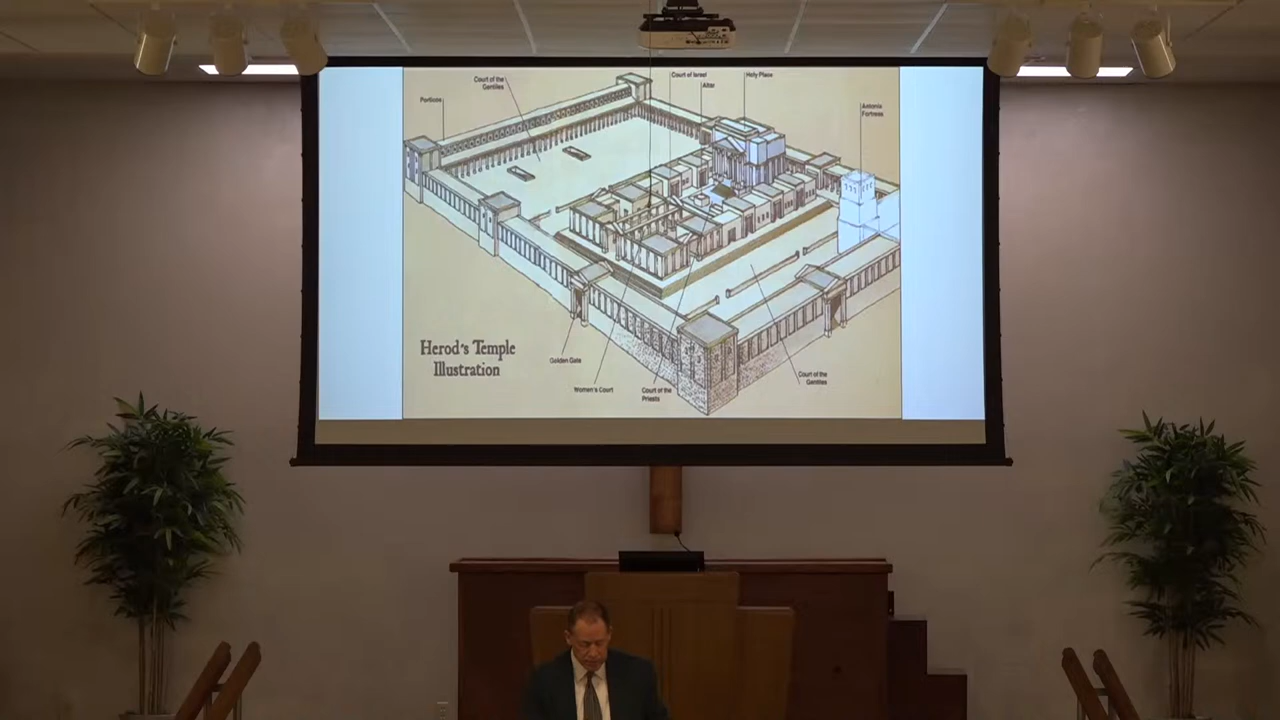 Court of the
Gentiles
Porticos
Court of Israel
Altar
Holy Place
Antonia
Fortress
Herod's Temple
Illustration
Golden Gate
Women's Court
Court of the
Priests
Court of the
Gentiles